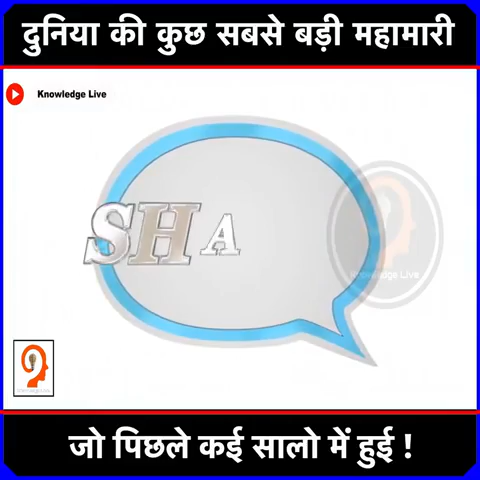 दुनिया की कुछ सबसे बड़ी महामारी
Knowledge Live
SHA
Knowledge Live
जो पिछले कई सालो में हुई !